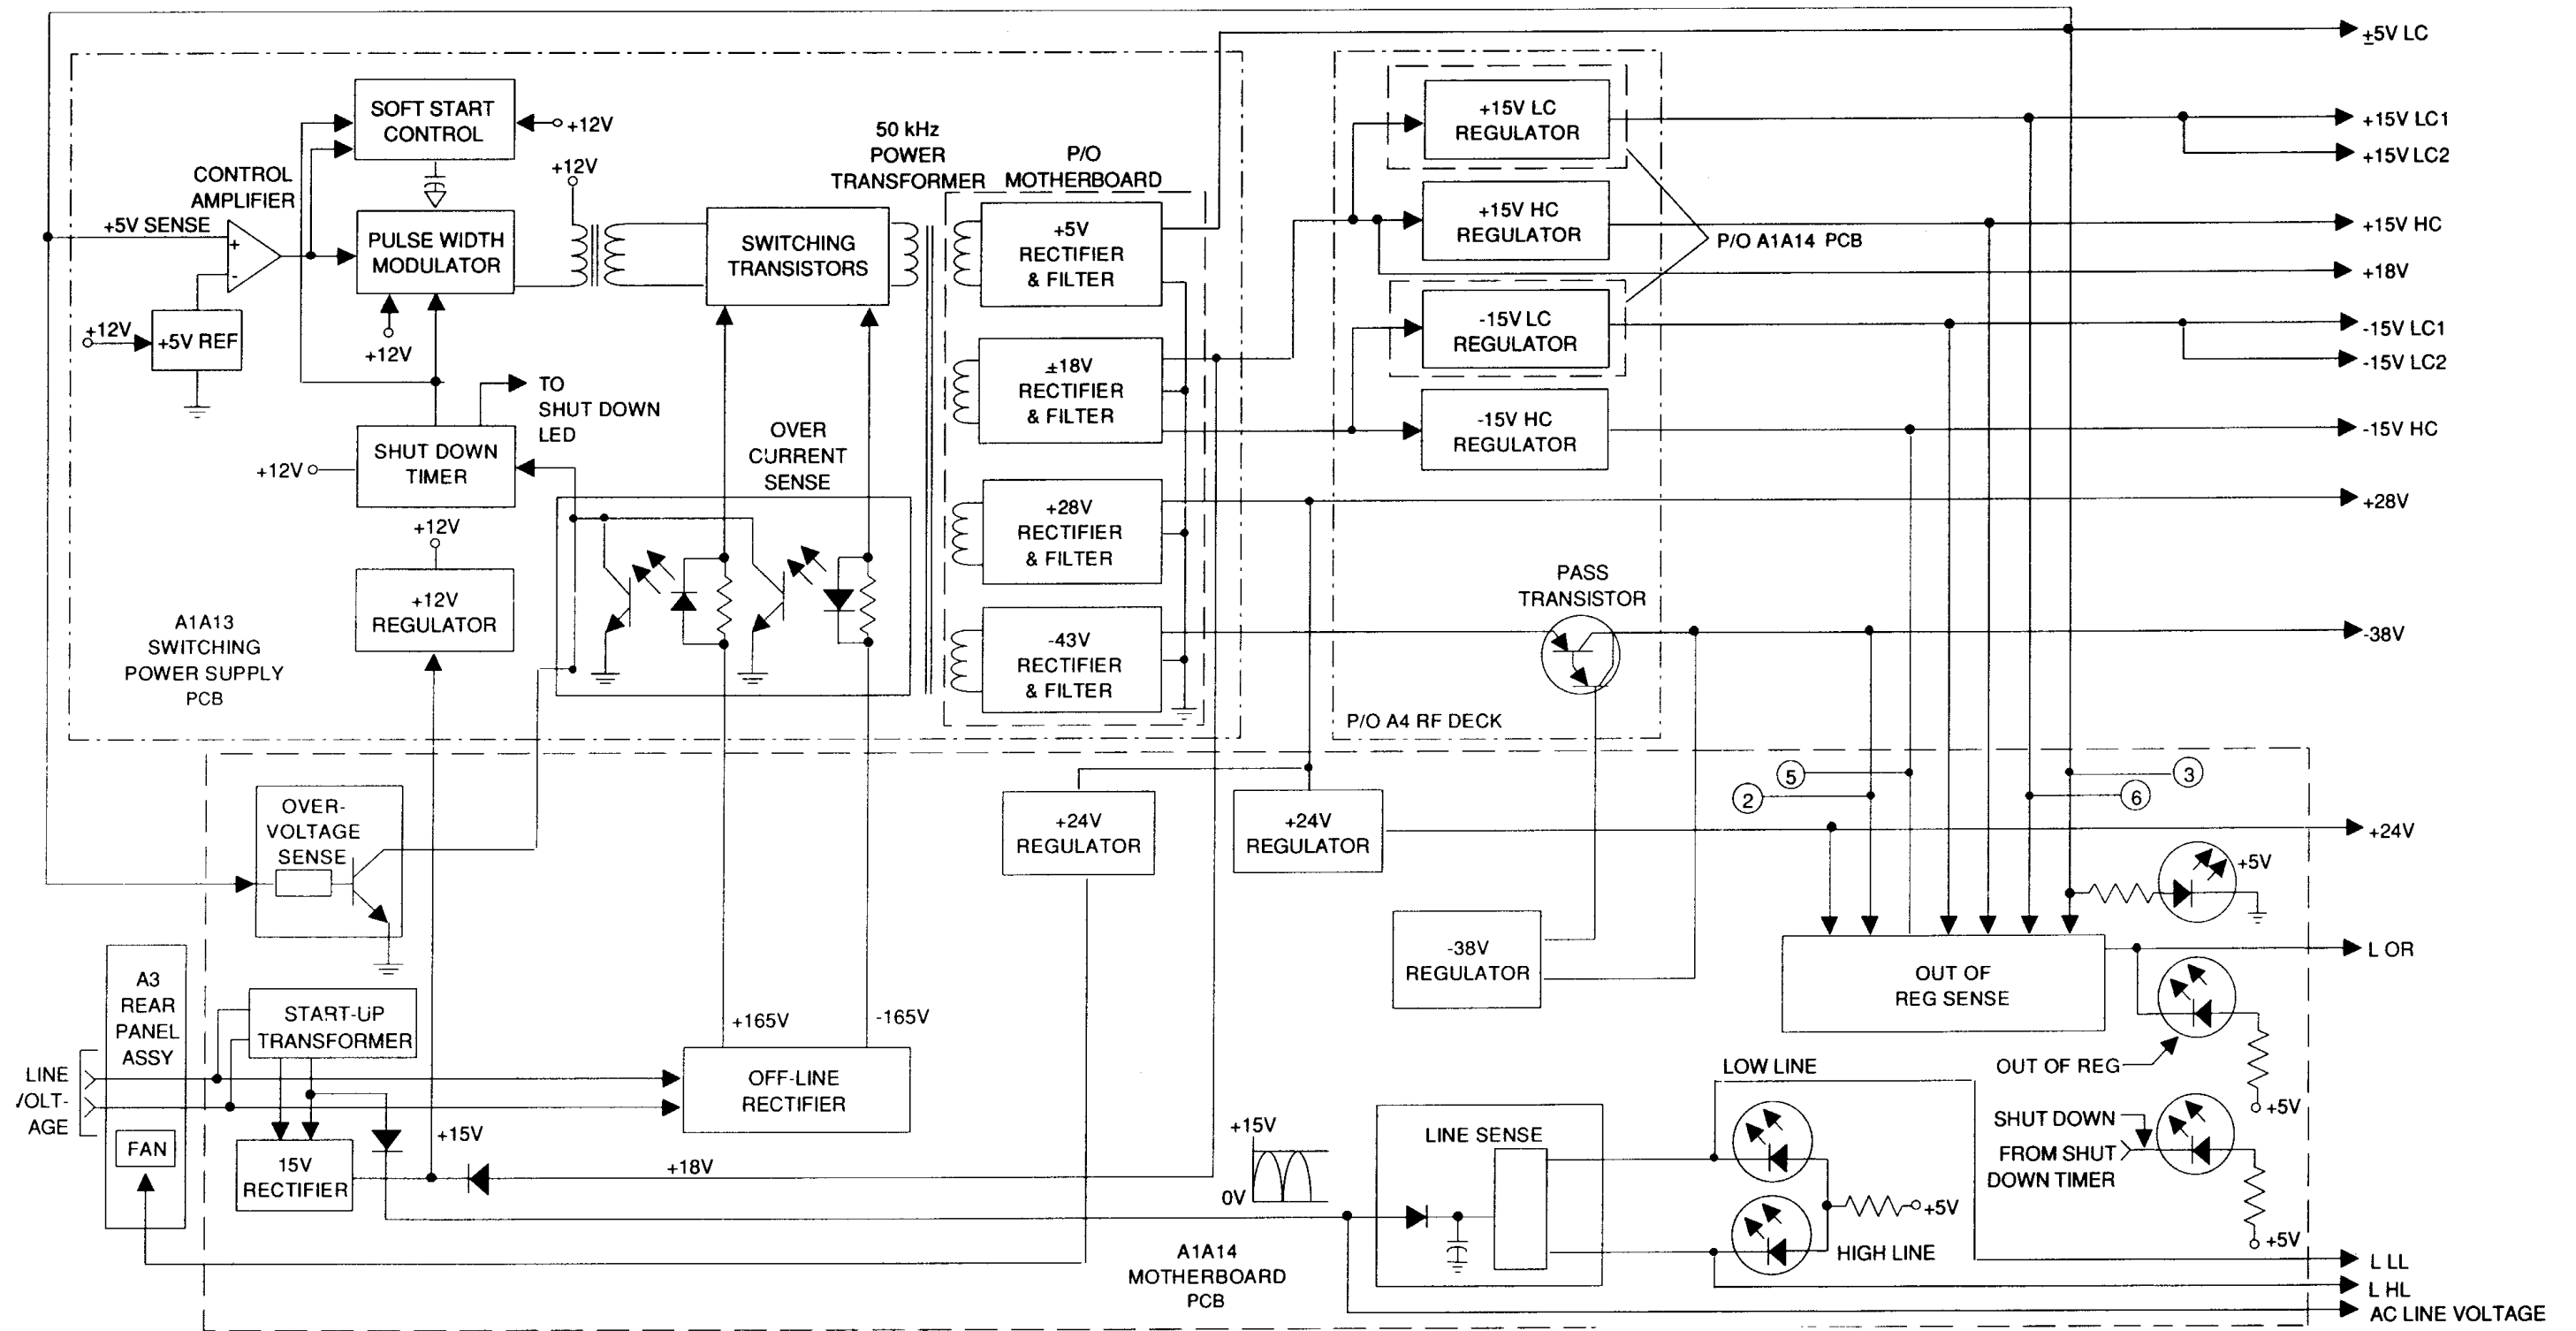 ±5V LC
SOFT START
CONTROL
+12V
+12V
50 kHz
POWER
TRANSFORMER
P/O
MOTHERBOARD
CONTROL
AMPLIFIER
+5V SENSE
+
-
PULSE WIDTH
MODULATOR
SWITCHING
TRANSISTORS
+5V
RECTIFIER
& FILTER
+12V
+5V REF
+12V
±18V
RECTIFIER
& FILTER
TO
SHUT DOWN
LED
SHUT DOWN
TIMER
+12V
OVER
CURRENT
SENSE
+28V
RECTIFIER
& FILTER
+12V
+12V
REGULATOR
-43V
RECTIFIER
& FILTER
A1A13
SWITCHING
POWER SUPPLY
PCB
+15V LC
REGULATOR
+15V LC1
+15V LC2
+15V HC
REGULATOR
P/O A1A14 PCB
+15V HC
+18V
-15V LC
REGULATOR
-15V LC1
-15V LC2
-15V HC
REGULATOR
-15V HC
+28V
PASS
TRANSISTOR
-38V
P/O A4 RF DECK
OVER-
VOLTAGE
SENSE
+24V
REGULATOR
+24V
REGULATOR
5
2
3
6
+24V
+5V
-38V
REGULATOR
OUT OF
REG SENSE
L OR
A3
REAR
PANEL
ASSY
START-UP
TRANSFORMER
+165V
-165V
OFF-LINE
RECTIFIER
LINE
VOLT-
AGE
FAN
15V
RECTIFIER
+15V
+18V
+15V
0V
LINE SENSE
LOW LINE
+5V
HIGH LINE
OUT OF REG
+5V
SHUT DOWN
FROM SHUT
DOWN TIMER
+5V
A1A14
MOTHERBOARD
PCB
L LL
L HL
AC LINE VOLTAGE